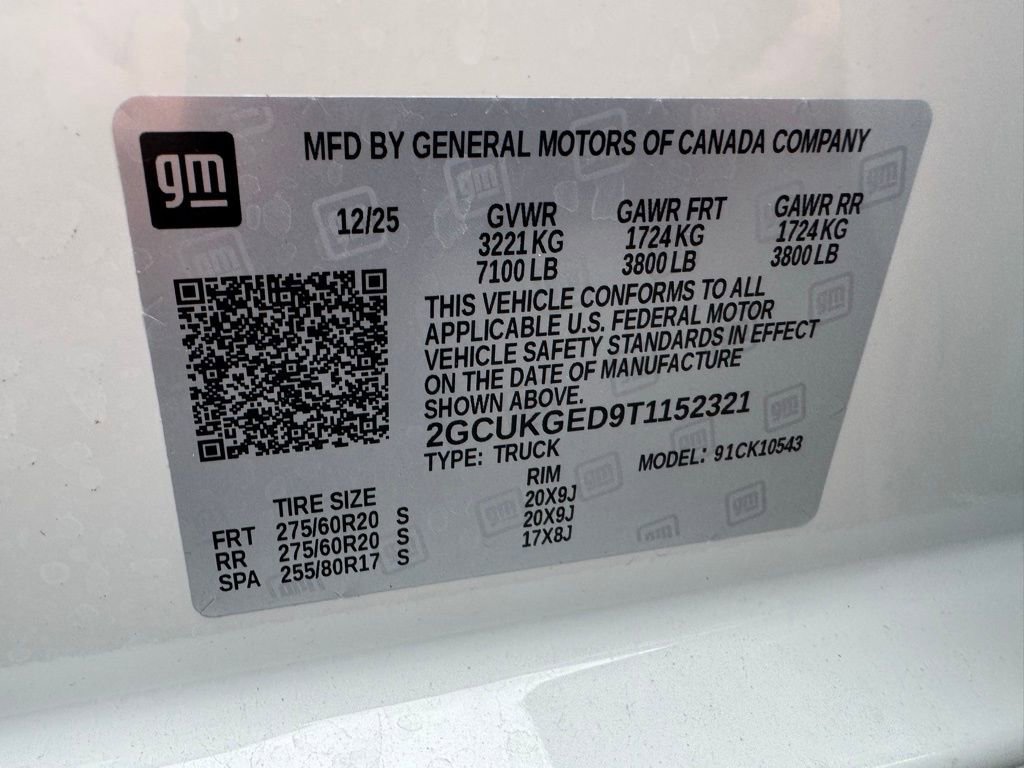 gm
MFD BY GENERAL MOTORS OF CANADA COMPANY
12/25 GVWR GAWR FRT GAWR RR
3221 KG 1724 KG 1724 KG
7100 LB 3800 LB 3800 LB
THIS VEHICLE CONFORMS TO ALL
APPLICABLE U.S. FEDERAL MOTOR
VEHICLE SAFETY STANDARDS IN EFFECT
ON THE DATE OF MANUFACTURE
SHOWN ABOVE.
2GCUKGED9T1152321
TYPE: TRUCK MODEL: 91CK10543
TIRE SIZE RIM
FRT 275/60R20 S 20X9J
RR 275/60R20 S 20X9J
SPA 255/80R17 S 17X8J